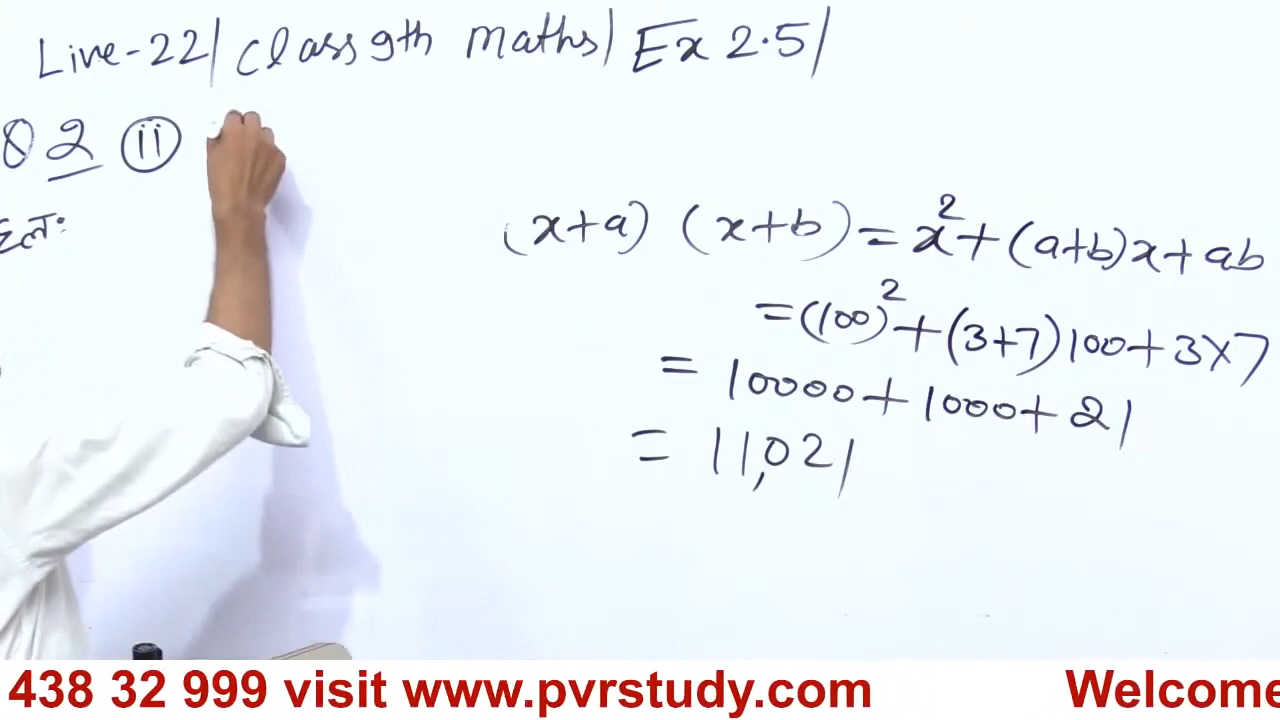 Live-22| Class 9th maths| Ex 2.5|
Q 2 (ii)
हल:
(x+a) (x+b) = x² + (a+b)x + ab
= (100)² + (3+7)100 + 3×7
= 10000 + 1000 + 21
= 11,021
438 32 999 visit www.pvrstudy.com Welcome